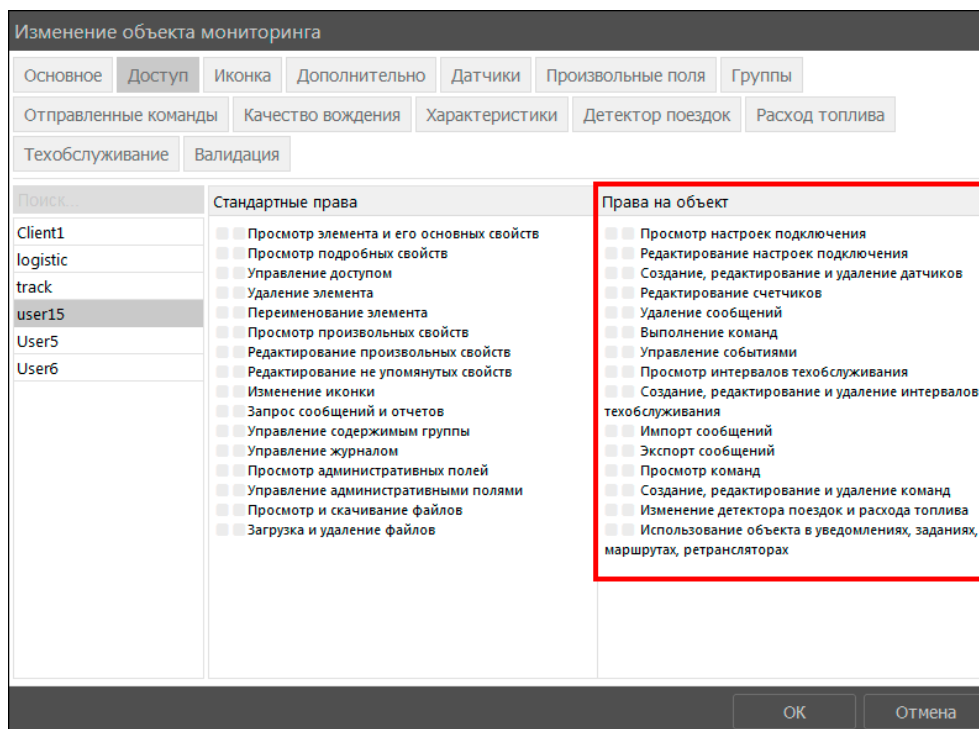 Изменение объекта мониторинга
Основное Доступ Иконка Дополнительно Датчики Произвольные поля Группы
Отправленные команды Качество вождения Характеристики Детектор поездок Расход топлива
Техобслуживание Валидация
Поиск...
Client1
logistic
track
user15
User5
User6
Стандартные права
Просмотр элемента и его основных свойств
Просмотр подробных свойств
Управление доступом
Удаление элемента
Переименование элемента
Просмотр произвольных свойств
Редактирование произвольных свойств
Редактирование не упомянутых свойств
Изменение иконки
Запрос сообщений и отчетов
Управление содержимым группы
Управление журналом
Просмотр административных полей
Управление административными полями
Просмотр и скачивание файлов
Загрузка и удаление файлов
Права на объект
Просмотр настроек подключения
Редактирование настроек подключения
Создание, редактирование и удаление датчиков
Редактирование счетчиков
Удаление сообщений
Выполнение команд
Управление событиями
Просмотр интервалов техобслуживания
Создание, редактирование и удаление интервалов
техобслуживания
Импорт сообщений
Экспорт сообщений
Просмотр команд
Создание, редактирование и удаление команд
Изменение детектора поездок и расхода топлива
Использование объекта в уведомлениях, заданиях,
маршрутах, ретрансляторах
ОК Отмена